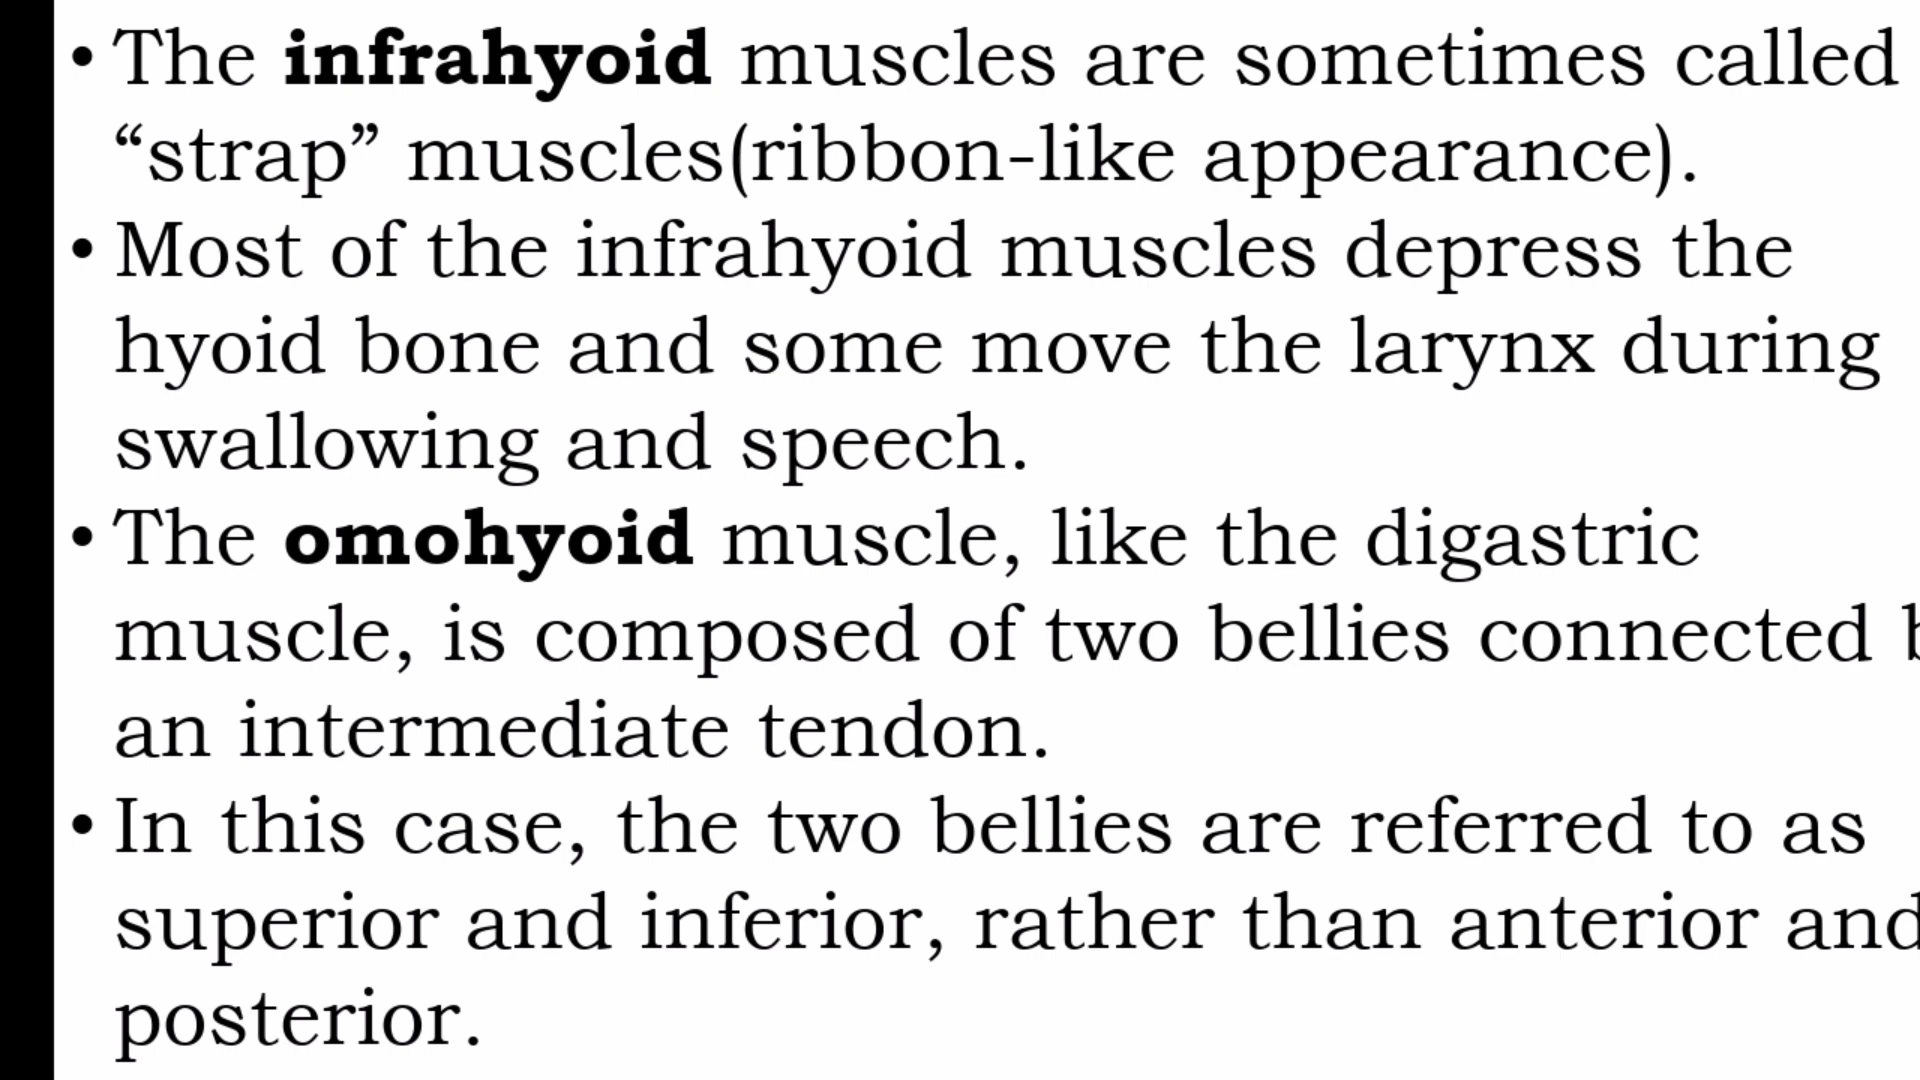 • The infrahyoid muscles are sometimes called
“strap” muscles(ribbon-like appearance).
• Most of the infrahyoid muscles depress the
hyoid bone and some move the larynx during
swallowing and speech.
• The omohyoid muscle, like the digastric
muscle, is composed of two bellies connected
an intermediate tendon.
• In this case, the two bellies are referred to as
superior and inferior, rather than anterior and
posterior.